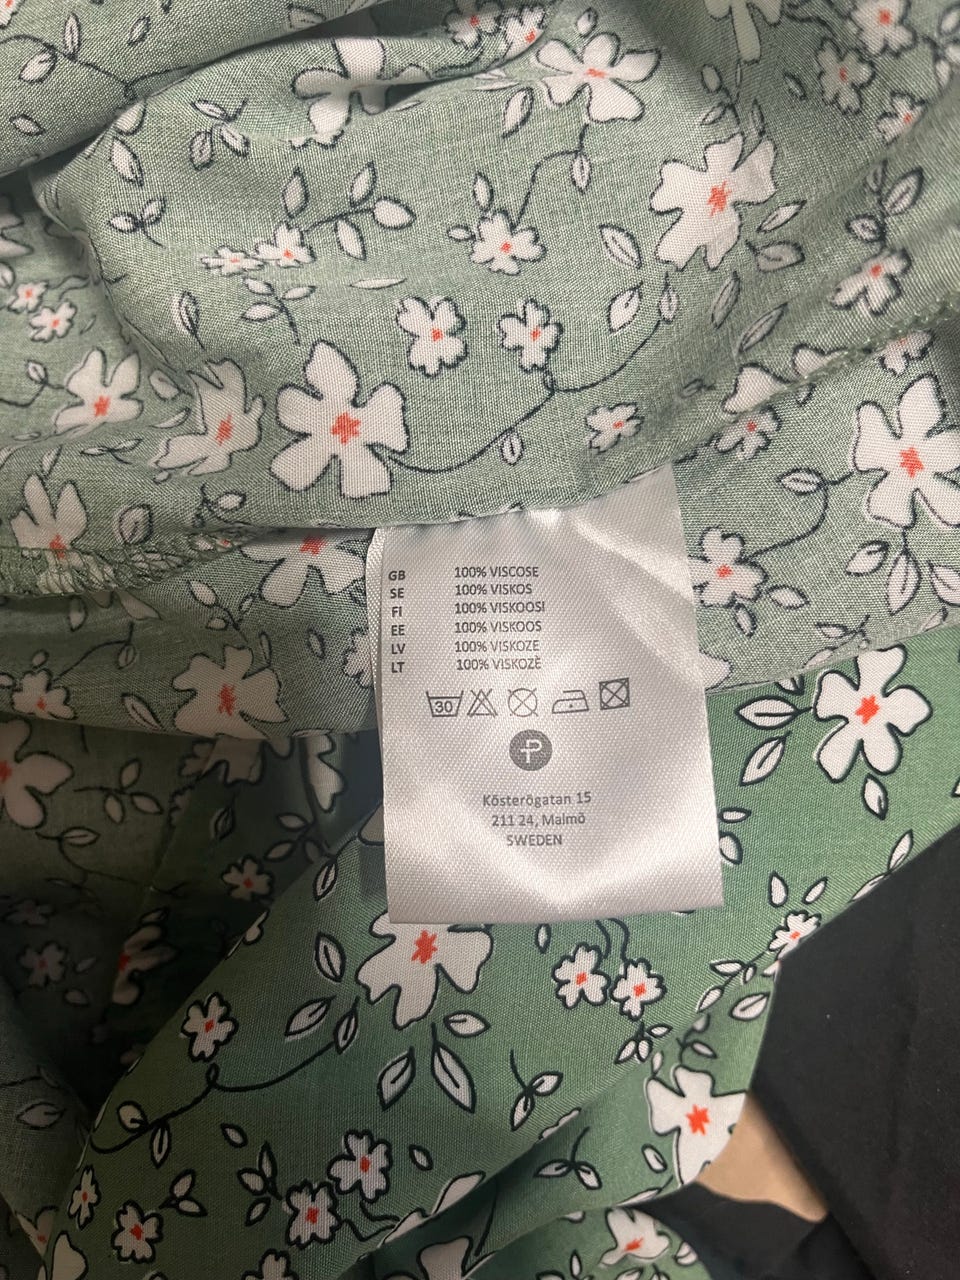 GB 100% VISCOSE
SE 100% VISKOS
FI 100% VISKOOSI
EE 100% VISKOOS
LV 100% VISKOZE
LT 100% VISKOZĖ
30
P
Kösterögatan 15
211 24, Malmö
SWEDEN